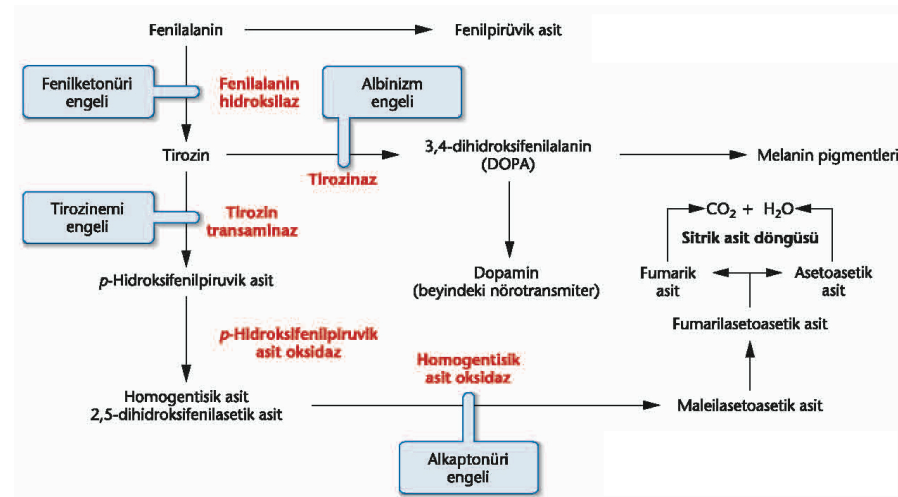 Fenilalanin
Fenilpirüvik asit
Fenilketonüri
engeli
Fenilalanin
hidroksilaz
Albinizm
engeli
Tirozin
Tirozinaz
3,4-dihidroksifenilalanin
(DOPA)
Melanin pigmentleri
Tirozinemi
engeli
Tirozin
transaminaz
CO₂ + H₂O
Sitrik asit döngüsü
p-Hidroksifenilpiruvik asit
Dopamin
(beyindeki nörotransmiter)
Fumarik
asit
Asetoasetik
asit
Fumarilasetoasetik asit
p-Hidroksifenilpiruvik
asit oksidaz
Homogentisik
asit oksidaz
Homogentisik asit
2,5-dihidroksifenilasetik asit
Maleilasetoasetik asit
Alkaptonüri
engeli